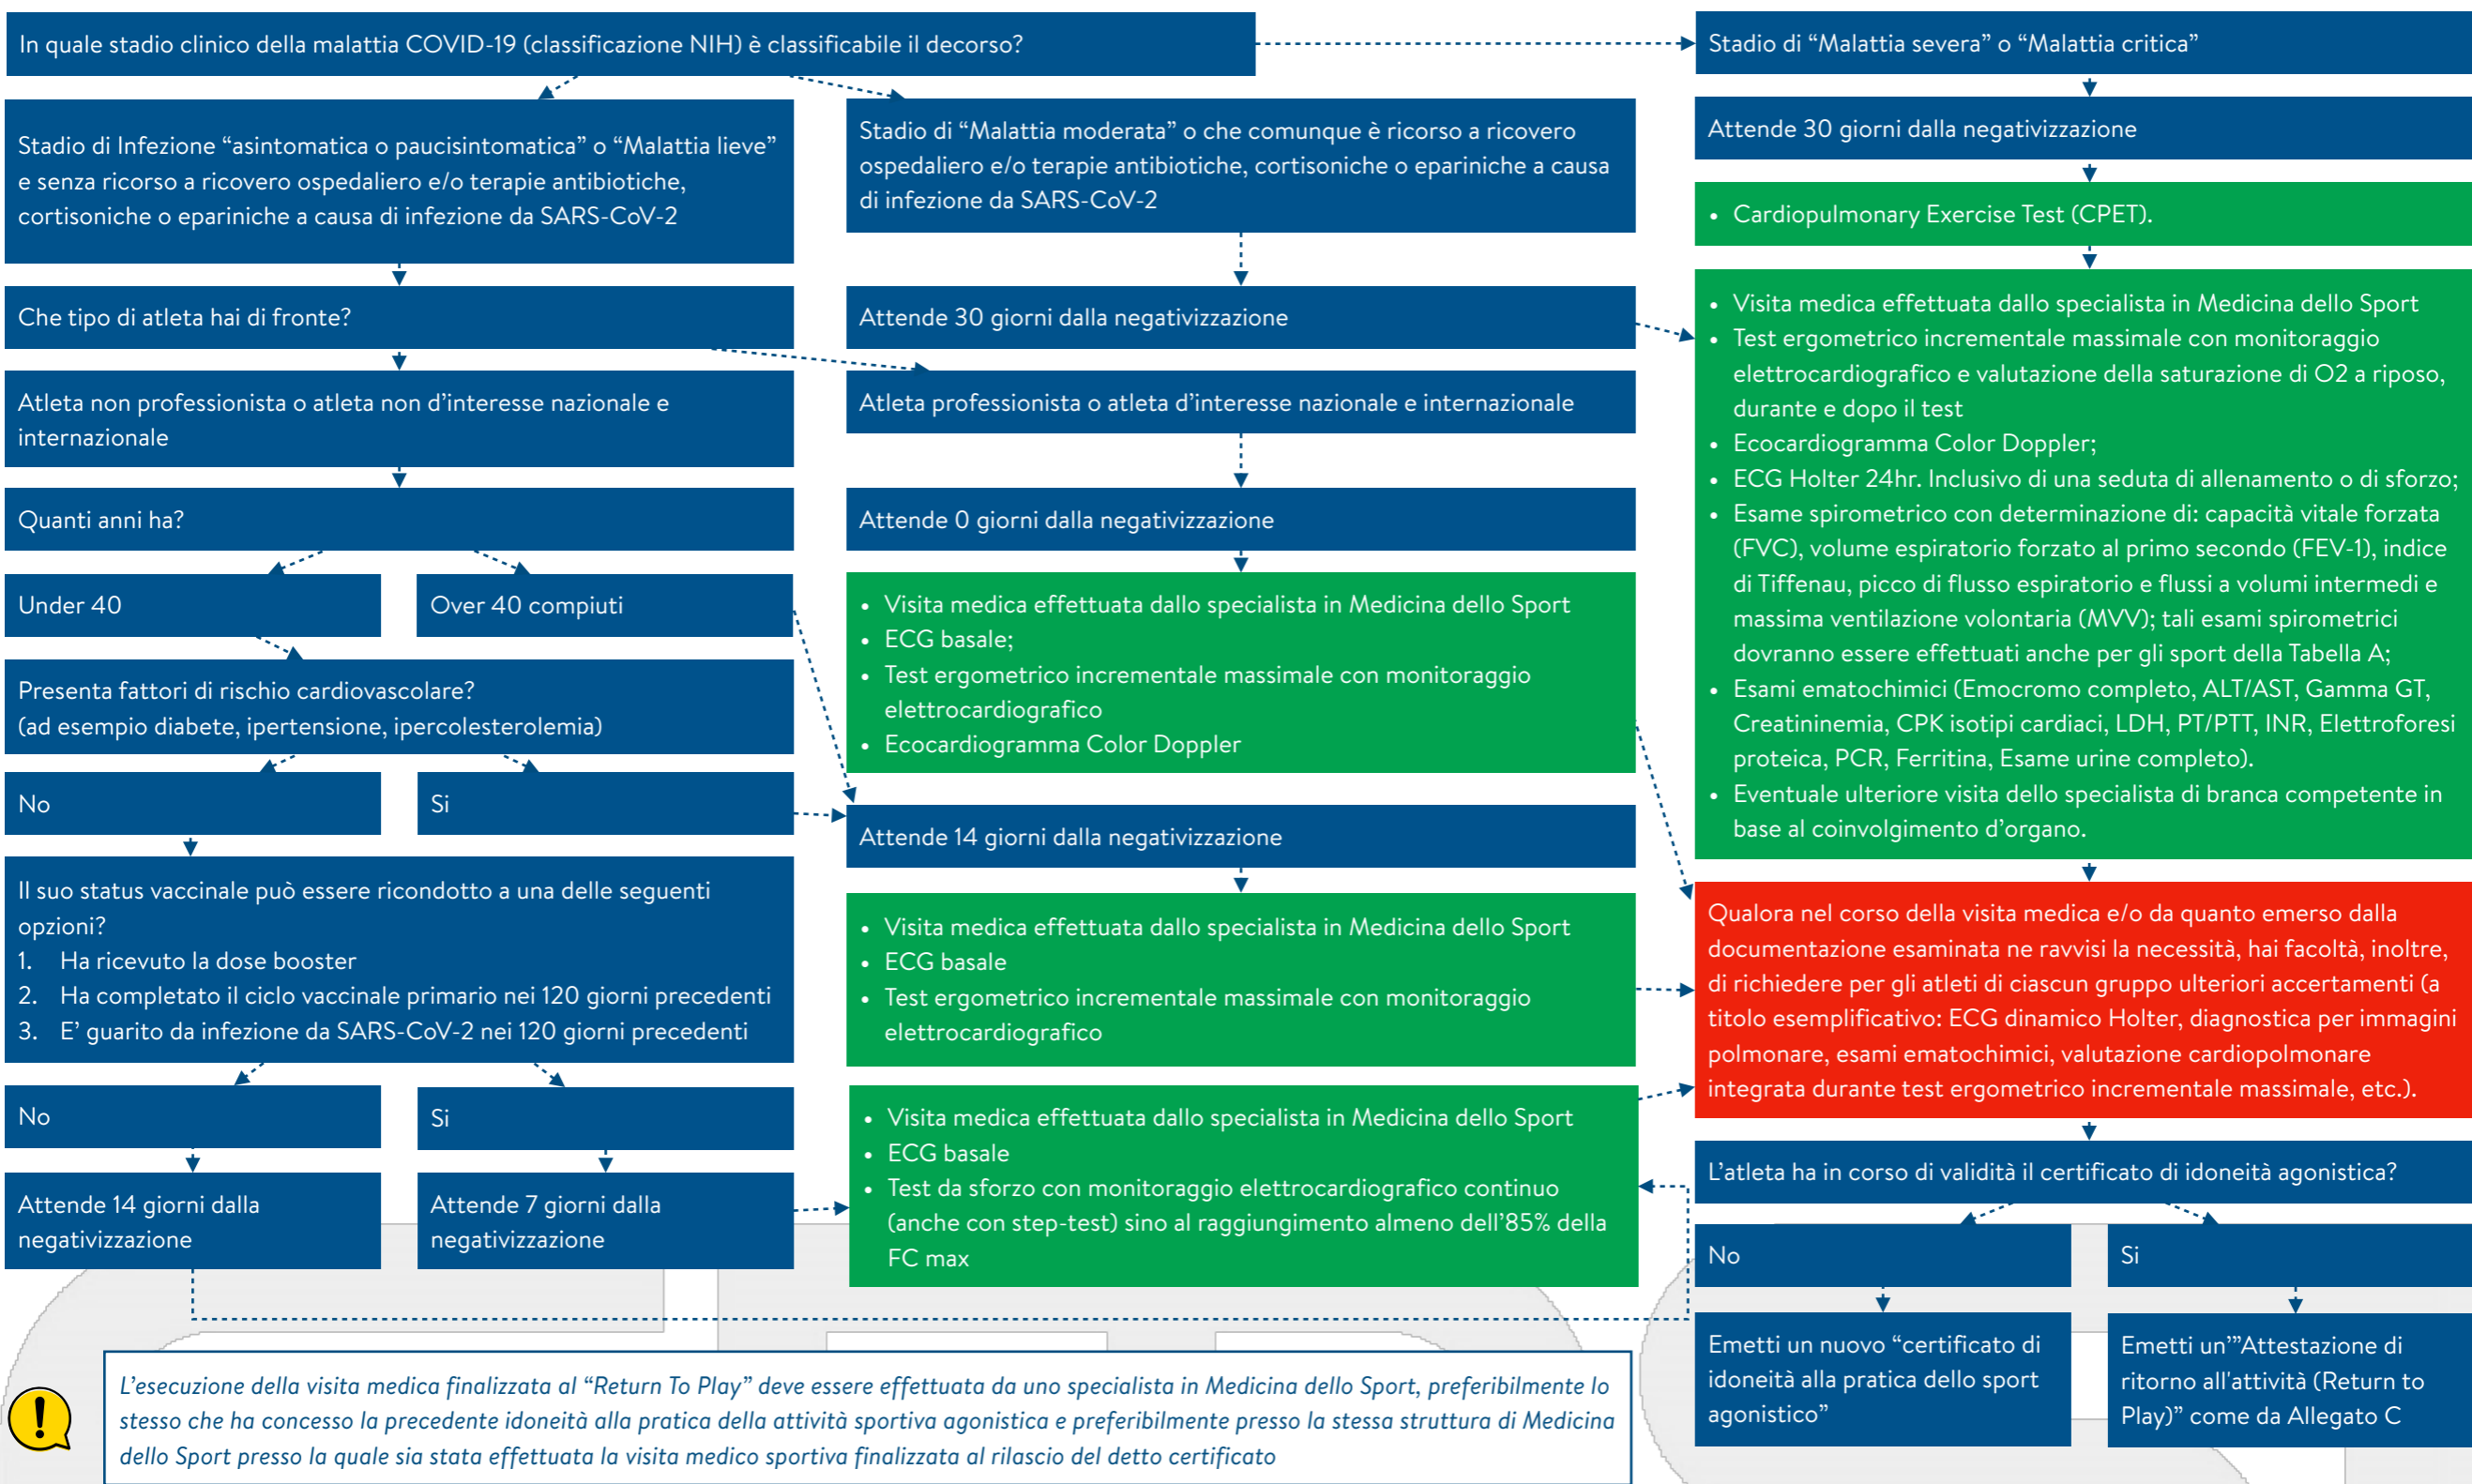 In quale stadio clinico della malattia COVID-19 (classificazione NIH) è classificabile il decorso?
Stadio di “Malattia severa” o “Malattia critica”
Stadio di Infezione “asintomatica o paucisintomatica” o “Malattia lieve”
e senza ricorso a ricovero ospedaliero e/o terapie antibiotiche,
cortisoniche o epariniche a causa di infezione da SARS-CoV-2
Stadio di “Malattia moderata” o che comunque è ricorso a ricovero
ospedaliero e/o terapie antibiotiche, cortisoniche o epariniche a causa
di infezione da SARS-CoV-2
Attende 30 giorni dalla negativizzazione
• Cardiopulmonary Exercise Test (CPET).
Che tipo di atleta hai di fronte?
Attende 30 giorni dalla negativizzazione
• Visita medica effettuata dallo specialista in Medicina dello Sport
• Test ergometrico incrementale massimale con monitoraggio
elettrocardiografico e valutazione della saturazione di O2 a riposo,
durante e dopo il test
• Ecocardiogramma Color Doppler;
• ECG Holter 24hr. Inclusivo di una seduta di allenamento o di sforzo;
• Esame spirometrico con determinazione di: capacità vitale forzata
(FVC), volume espiratorio forzato al primo secondo (FEV-1), indice
di Tiffenau, picco di flusso espiratorio e flussi a volumi intermedi e
massima ventilazione volontaria (MVV); tali esami spirometrici
dovranno essere effettuati anche per gli sport della Tabella A;
• Esami ematochimici (Emocromo completo, ALT/AST, Gamma GT,
Creatininemia, CPK isotipi cardiaci, LDH, PT/PTT, INR, Elettroforesi
proteica, PCR, Ferritina, Esame urine completo).
• Eventuale ulteriore visita dello specialista di branca competente in
base al coinvolgimento d’organo.
Atleta non professionista o atleta non d’interesse nazionale e
internazionale
Atleta professionista o atleta d’interesse nazionale e internazionale
Quanti anni ha?
Attende 0 giorni dalla negativizzazione
Under 40
Over 40 compiuti
• Visita medica effettuata dallo specialista in Medicina dello Sport
• ECG basale;
• Test ergometrico incrementale massimale con monitoraggio
elettrocardiografico
• Ecocardiogramma Color Doppler
Presenta fattori di rischio cardiovascolare?
(ad esempio diabete, ipertensione, ipercolesterolemia)
No
Si
Attende 14 giorni dalla negativizzazione
Il suo status vaccinale può essere ricondotto a una delle seguenti
opzioni?
1. Ha ricevuto la dose booster
2. Ha completato il ciclo vaccinale primario nei 120 giorni precedenti
3. E’ guarito da infezione da SARS-CoV-2 nei 120 giorni precedenti
• Visita medica effettuata dallo specialista in Medicina dello Sport
• ECG basale
• Test ergometrico incrementale massimale con monitoraggio
elettrocardiografico
Qualora nel corso della visita medica e/o da quanto emerso dalla
documentazione esaminata ne ravvisi la necessità, hai facoltà, inoltre,
di richiedere per gli atleti di ciascun gruppo ulteriori accertamenti (a
titolo esemplificativo: ECG dinamico Holter, diagnostica per immagini
polmonare, esami ematochimici, valutazione cardiopolmonare
integrata durante test ergometrico incrementale massimale, etc.).
No
Si
• Visita medica effettuata dallo specialista in Medicina dello Sport
• ECG basale
• Test da sforzo con monitoraggio elettrocardiografico continuo
(anche con step-test) sino al raggiungimento almeno dell’85% della
FC max
Attende 14 giorni dalla
negativizzazione
Attende 7 giorni dalla
negativizzazione
L’atleta ha in corso di validità il certificato di idoneità agonistica?
No
Si
Emetti un nuovo “certificato di
idoneità alla pratica dello sport
agonistico”
Emetti un’”Attestazione di
ritorno all'attività (Return to
Play)” come da Allegato C
L’esecuzione della visita medica finalizzata al “Return To Play” deve essere effettuata da uno specialista in Medicina dello Sport, preferibilmente lo
stesso che ha concesso la precedente idoneità alla pratica della attività sportiva agonistica e preferibilmente presso la stessa struttura di Medicina
dello Sport presso la quale sia stata effettuata la visita medico sportiva finalizzata al rilascio del detto certificato